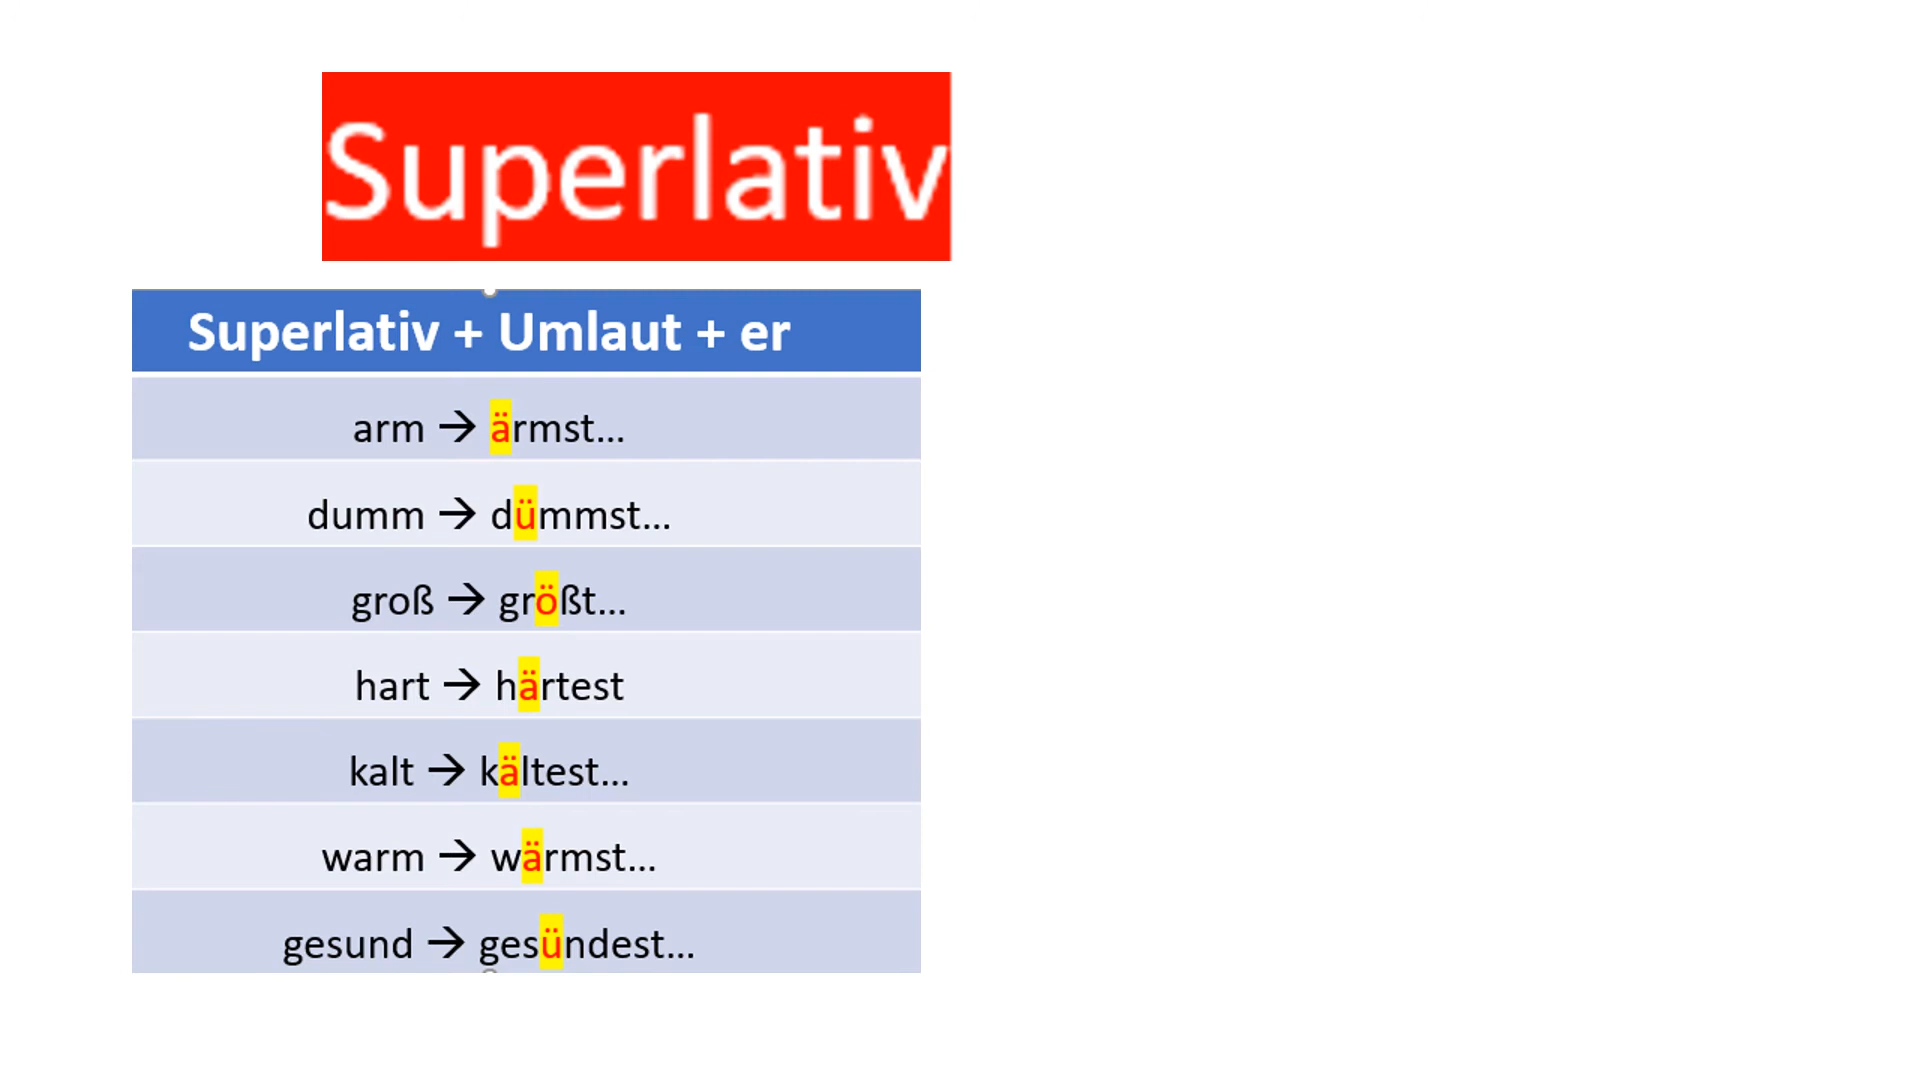 Superlativ
Superlativ + Umlaut + er
arm → ärmst...
dumm → dümmst...
groß → größt...
hart → härtest
kalt → kältest...
warm → wärmst...
gesund → gesündest...